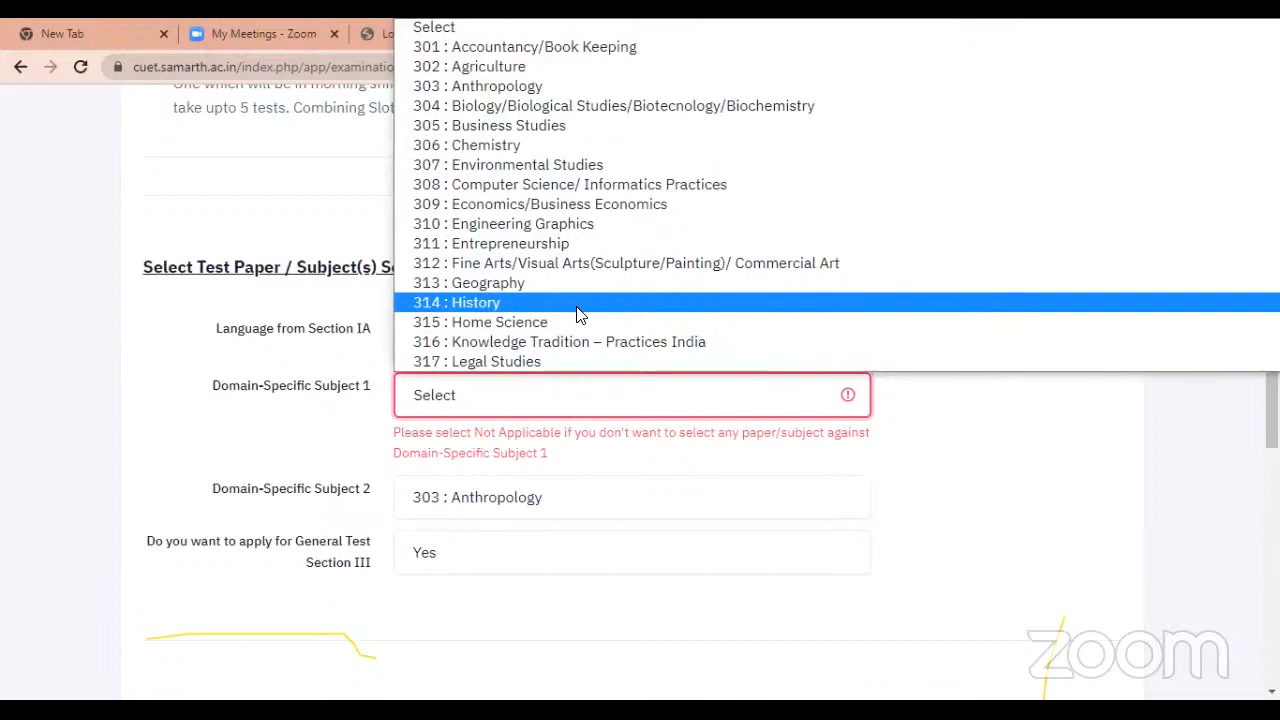 New Tab
My Meetings - Zoom
Lo
cuet.samarth.ac.in/index.php/app/examinatio
take upto 5 tests. Combining Slot
Select
301 : Accountancy/Book Keeping
302 : Agriculture
303 : Anthropology
304 : Biology/Biological Studies/Biotecnology/Biochemistry
305 : Business Studies
306 : Chemistry
307 : Environmental Studies
308 : Computer Science/ Informatics Practices
309 : Economics/Business Economics
310 : Engineering Graphics
311 : Entrepreneurship
312 : Fine Arts/Visual Arts(Sculpture/Painting)/ Commercial Art
313 : Geography
314 : History
315 : Home Science
316 : Knowledge Tradition – Practices India
317 : Legal Studies
Select Test Paper / Subject(s) S
Language from Section IA
Domain-Specific Subject 1
Select
Please select Not Applicable if you don't want to select any paper/subject against
Domain-Specific Subject 1
Domain-Specific Subject 2
303 : Anthropology
Do you want to apply for General Test
Section III
Yes
zoom